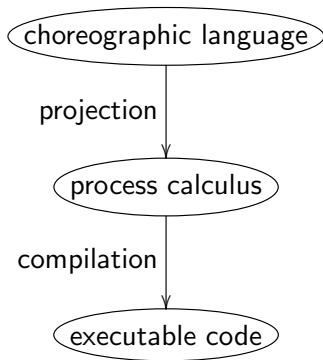 choreographic language
projection
process calculus
compilation
executable code